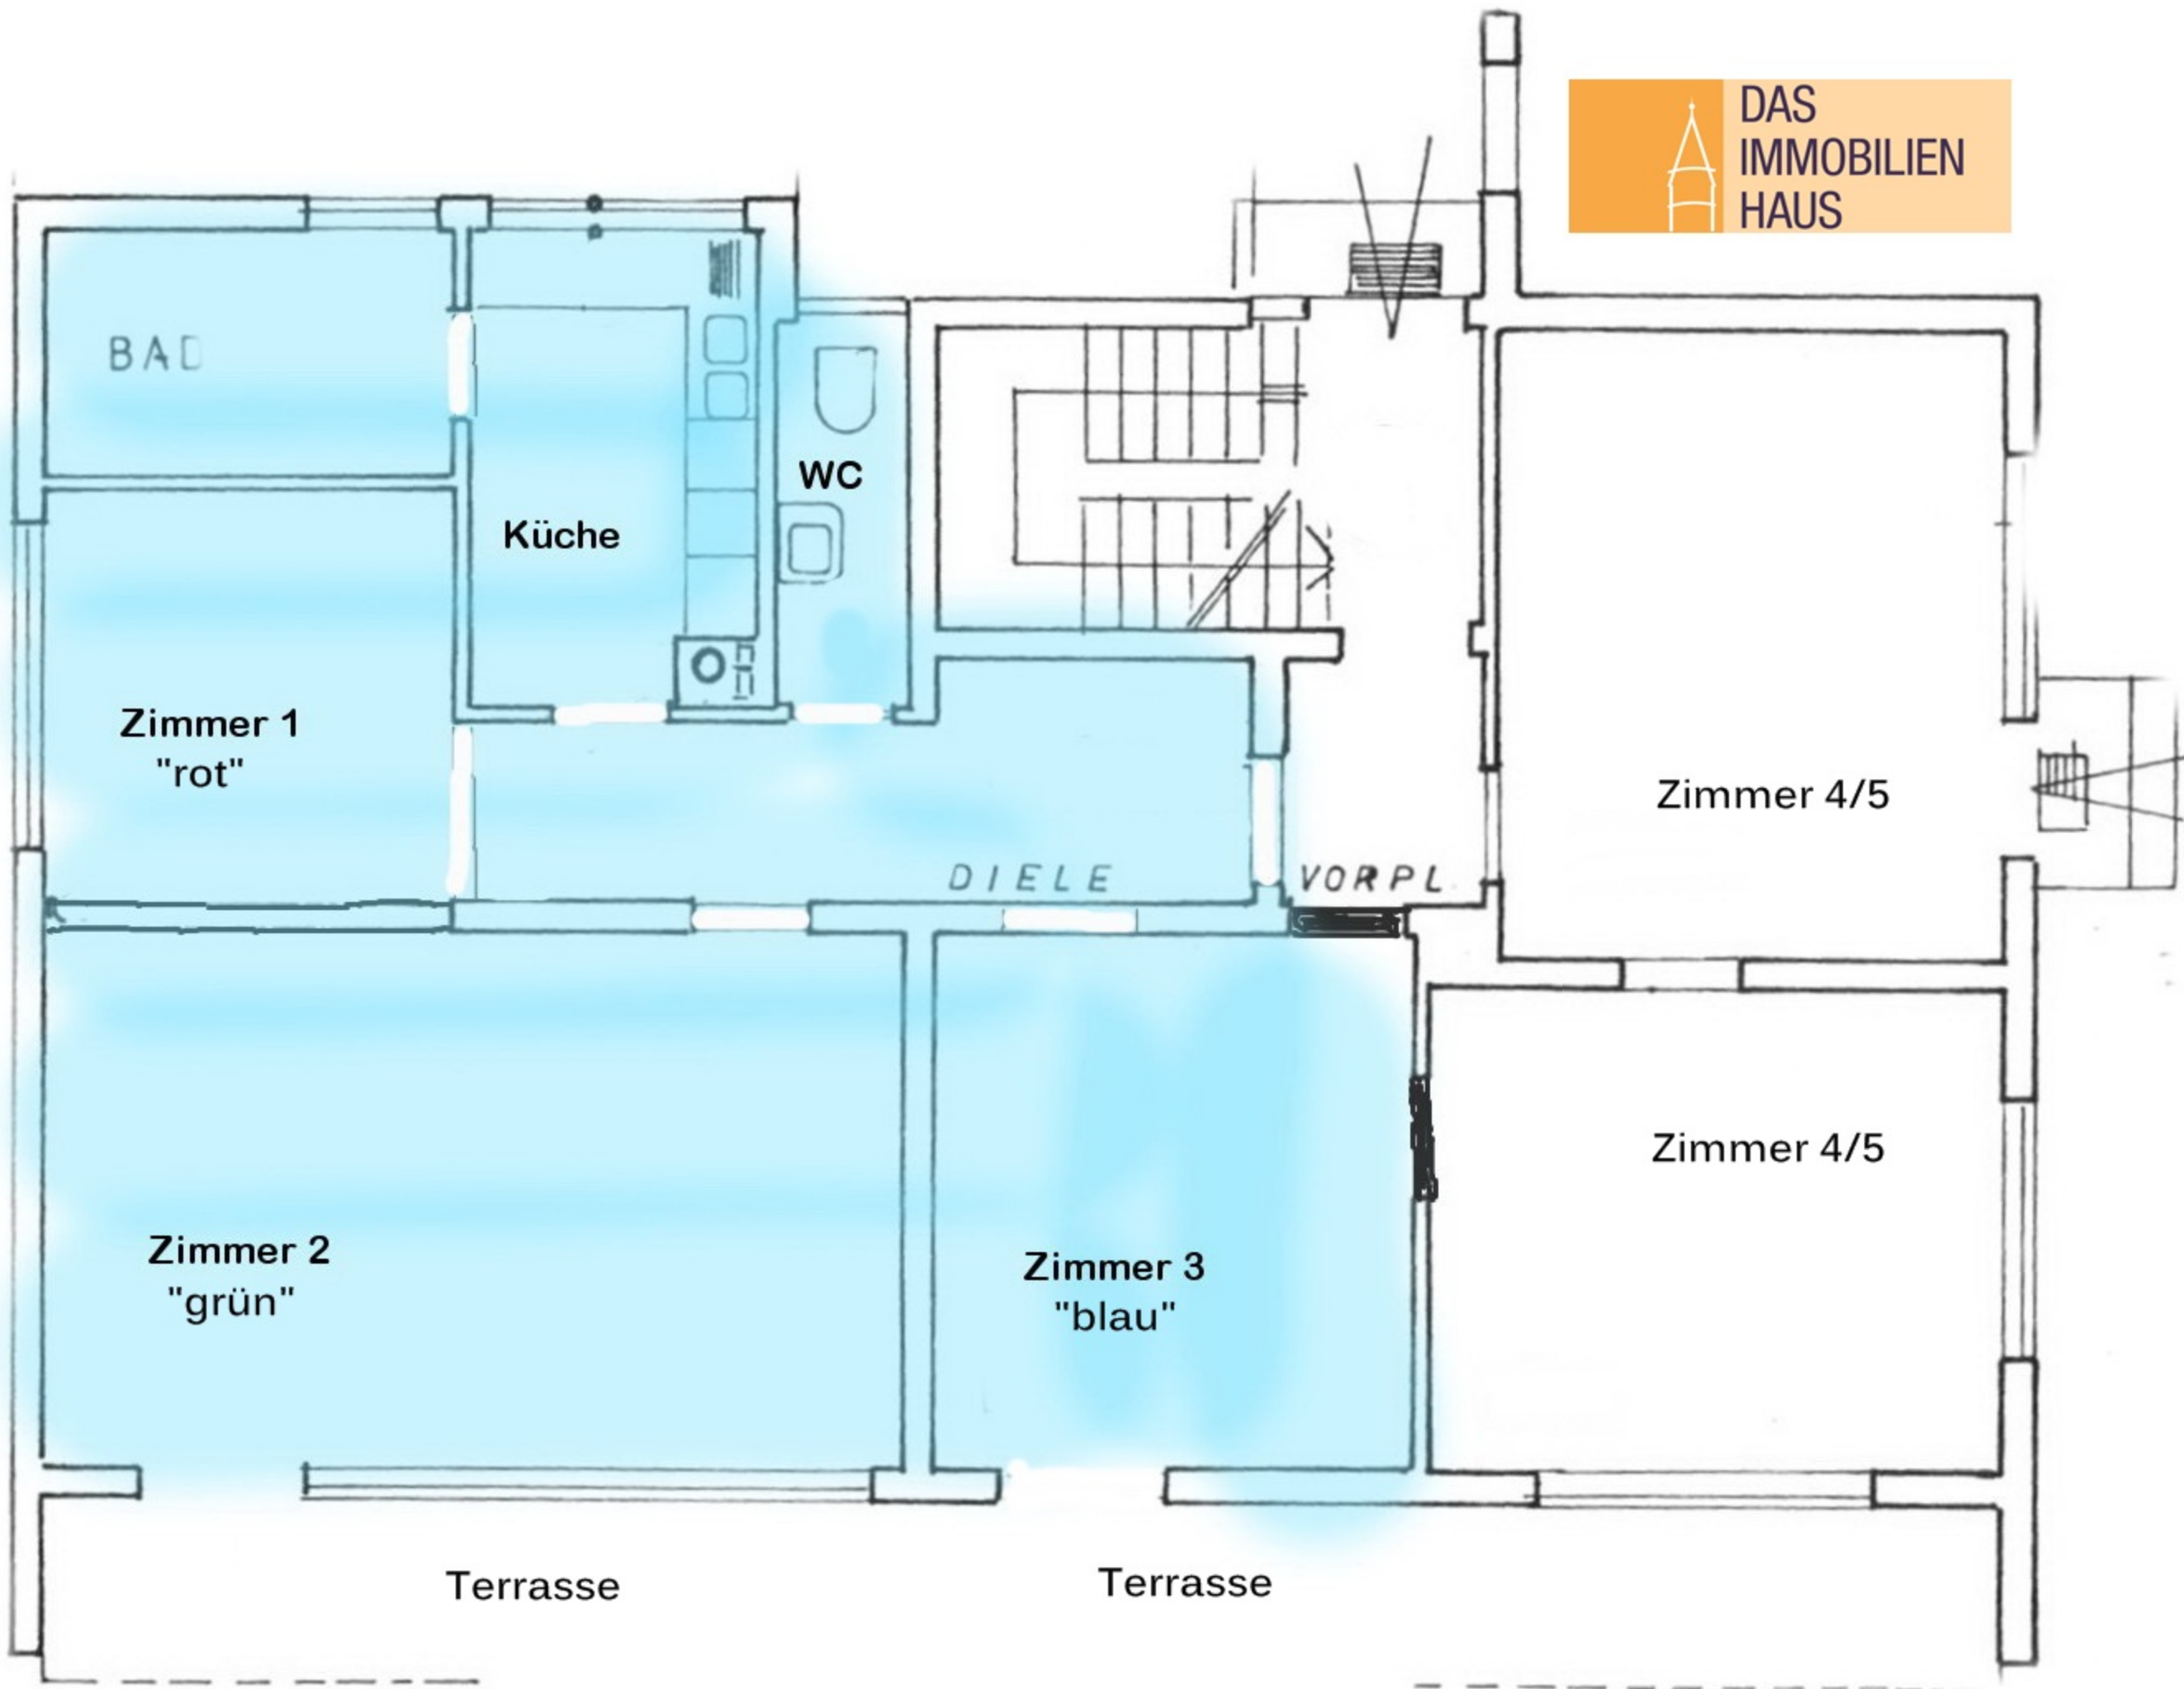 DAS
IMMOBILIEN
HAUS
BAD
WC
Küche
Zimmer 1
"rot"
Zimmer 4/5
DIELE
VORPL
Zimmer 4/5
Zimmer 2
"grün"
Zimmer 3
"blau"
Terrasse
Terrasse